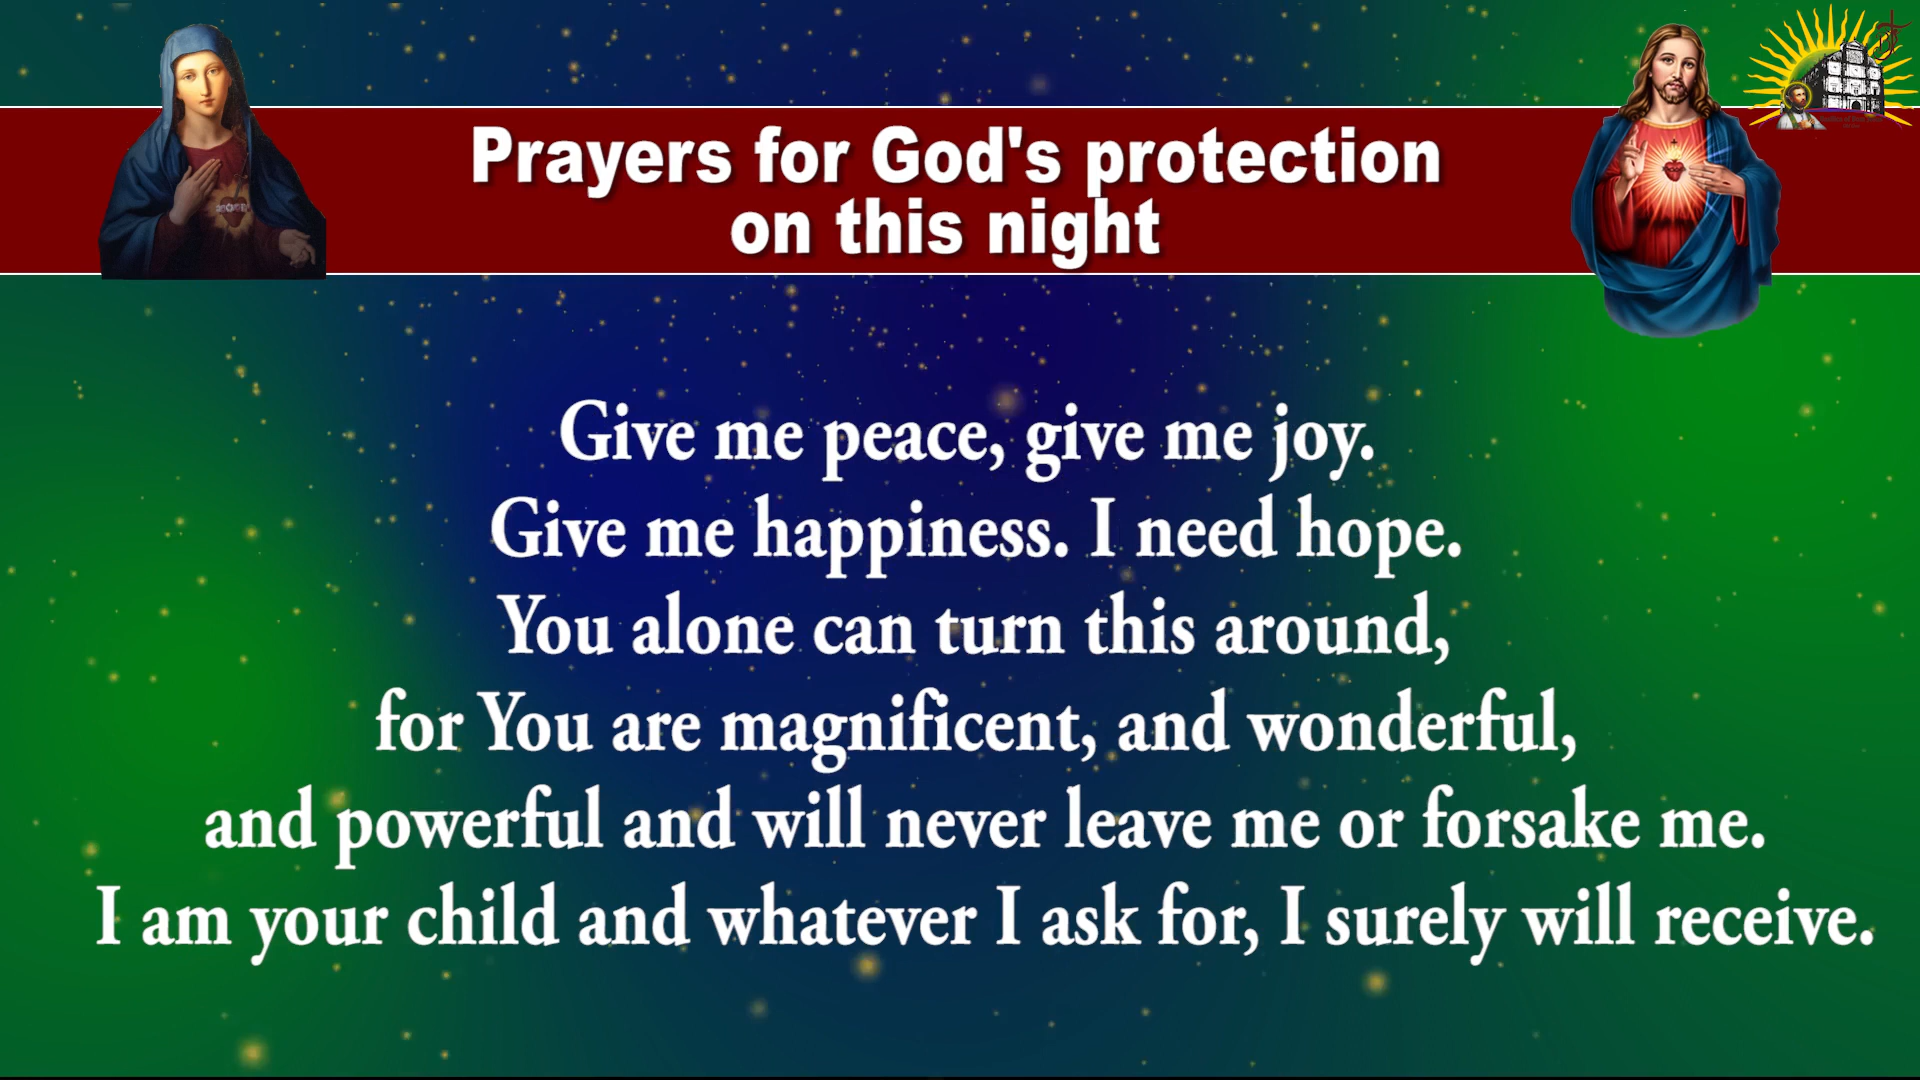 Prayers for God's protection
on this night
Give me peace, give me joy.
Give me happiness. I need hope.
You alone can turn this around,
for You are magnificent, and wonderful,
and powerful and will never leave me or forsake me.
I am your child and whatever I ask for, I surely will receive.